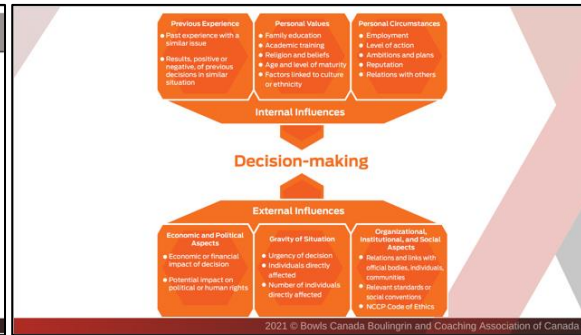 Previous Experience
• Past experience with a
similar issue
• Results, positive or
negative, of previous
decisions in similar
situation
Personal Values
• Family education
• Academic training
• Religion and beliefs
• Age and level of maturity
• Factors linked to culture
or ethnicity
Personal Circumstances
• Employment
• Level of action
• Ambitions and plans
• Reputation
• Relations with others
Internal Influences
Decision-making
External Influences
Economic and Political
Aspects
• Economic or financial
impact of decision
• Potential impact on
political or human rights
Gravity of Situation
• Urgency of decision
• Individuals directly
affected
• Number of individuals
directly affected
Organizational,
Institutional, and Social
Aspects
• Relations and links with
official bodies, individuals,
communities
• Relevant standards or
social conventions
• NCCP Code of Ethics
2021 © Bowls Canada Boulingrin and Coaching Association of Canada